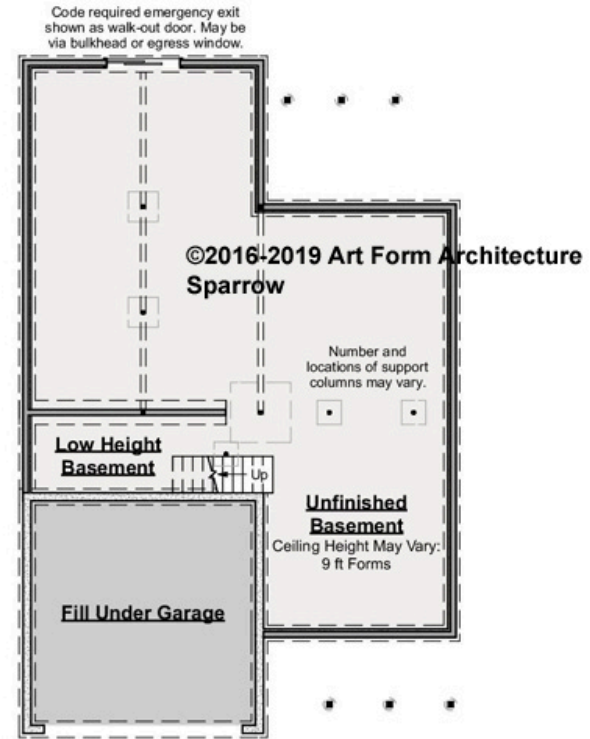 Code required emergency exit
shown as walk-out door. May be
via bulkhead or egress window.
©2016-2019 Art Form Architecture
Sparrow
Number and
locations of support
columns may vary.
Low Height
Basement
Up
Unfinished
Basement
Ceiling Height May Vary:
9 ft Forms
Fill Under Garage